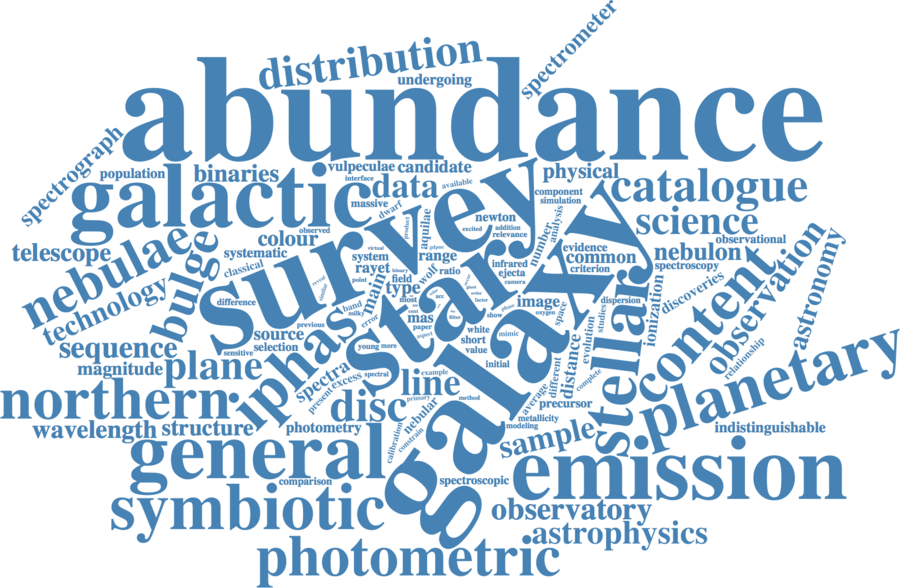 spectrometer
distribution
undergoing
abundance
spectrograph
population
binaries
vulpeculae
candidate
physical
interface
galactic
massive
data
available
survey
component
simulation
catalogue
dwarf
product
aquilae
newton
excited
addition
relevance
number
analysis
galaxy
science
observed
colour
telescope
nebulae
bulge
systematic
virtual
system
range
evidence
common
criterion
nebulon
observational
spectroscopy
technology
classical
reveal
similar
point
rayet
binary
field
wolf
ratio
infrared
ejecta
camera
stellar
ionization
discoveries
content
observation
astronomy
difference
band
milky
main
type
most
star
image
oxygen
space
dispersion
studies
error
mas
paper
aspect
acc
filter
factor
show
white
short
value
mimic
evolution
source
previous
selection
sensitive
young
more
sequence
magnitude
plane
iphas
spectra
present
excess
spectral
line
example
initial
distance
different
complete
relationship
planetary
northern
disc
primary
method
average
precursor
metallicity
modeling
wavelength
structure
photometry
nebular
calibration
constrain
sample
indistinguishable
general
comparison
spectroscopic
emission
symbiotic
observatory
astrophysics
photometric